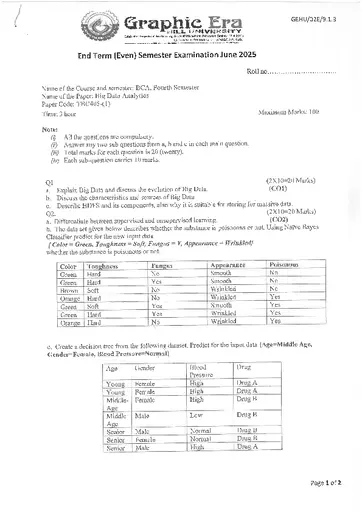 GEHU/02E/9.1.3
Graphic Era
HILL UNIVERSITY
End Term (Even) Semester Examination June 2025
Roll no
Name of the Course and semester: BCA, Fourth Semester
Name of the Paper: Big Data Analytics
Paper Code:
Time: 3 hour Maximum Marks: 100
Note:
(i) All the questions are compulsory.
(ii) Answer any two sub questions from a, b and c in each main question.
(iii) Total marks for each question is 20 (twenty).
(iv) Each sub-question carries 10 marks.
Q1 (2X10=20 Marks)
a. Explain Big Data and discuss the evolution of Big Data. (CO1)
b. Discuss the characteristics and sources of Big Data
c. Describe HDFS and its components, also why it is suitable for storing for massive data.
Q2. (2X10=20 Marks)
a. Differentiate between supervised and unsupervised learning. (CO2)
b. The data set given below describes whether the substance is poisonous or not. Using Naive Bayes
Classifier predict for the new input data
[Color = Green, Toughness = Soft, Fungus = Y, Appearance = Wrinkled]
whether the substance is poisonous or not.
Color Toughness Fungus Appearance Poisonous
Green Hard No Smooth No
Green Hard Yes Smooth No
Brown Soft No Wrinkled No
Orange Hard No Wrinkled Yes
Green Soft Yes Smooth Yes
Green Hard Yes Wrinkled Yes
Orange Hard No Wrinkled Yes
c. Create a decision tree from the following dataset. Predict for the input data [Age=Middle Age,
Gender=Female, Blood Pressure=Normal]
Age Gender Blood Pressure Drug
Young Female High Drug A
Young Female High Drug A
Middle-Age Female High Drug B
Middle Age Male Low Drug B
Senior Male Normal Drug B
Senior Female Normal Drug B
Senior Male High Drug A
Page 1 of 2